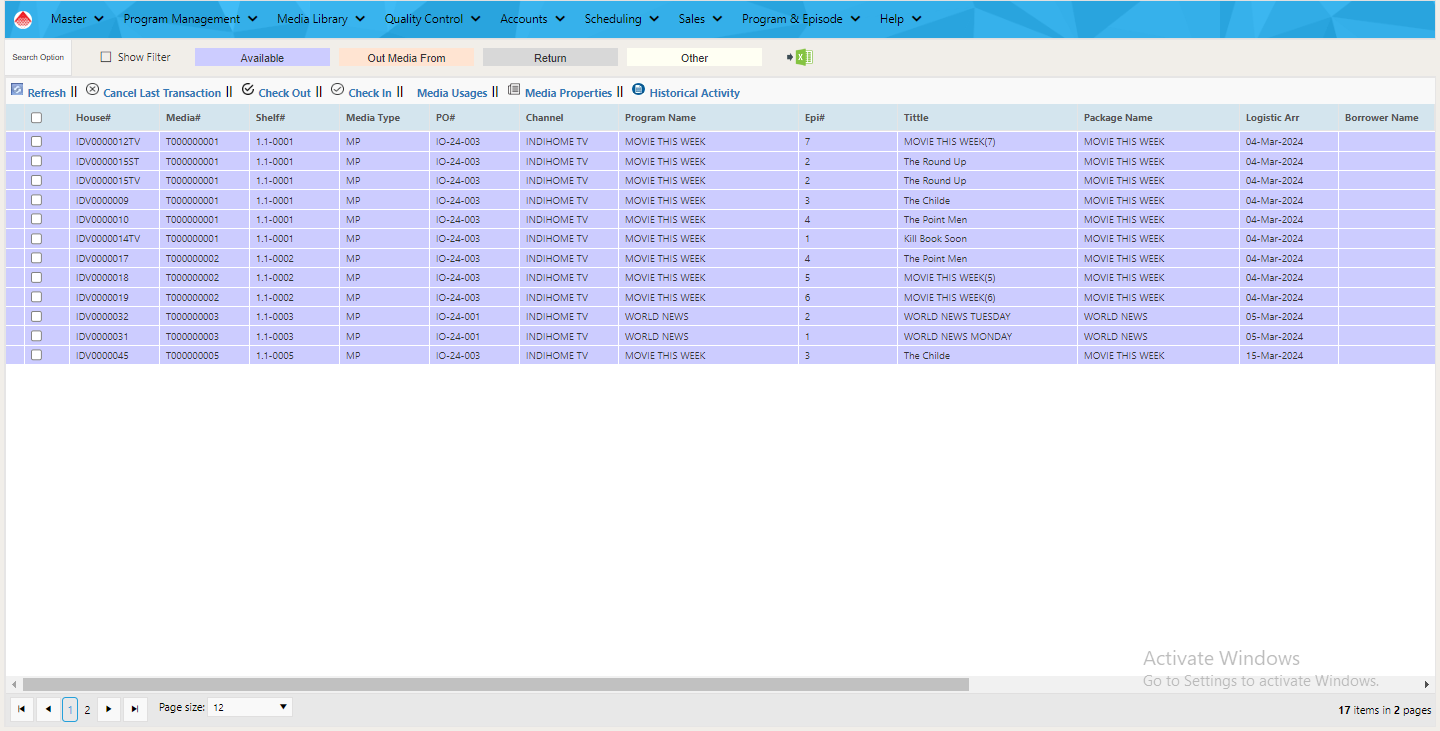 Master Program Management Media Library Quality Control Accounts Scheduling Sales Program & Episode Help
Search Option Show Filter Available Out Media From Return Other
Refresh || Cancel Last Transaction || Check Out || Check In || Media Usages || Media Properties || Historical Activity
House# Media# Shelf# Media Type PO# Channel Program Name Epi# Tittle Package Name Logistic Arr Borrower Name
IDV0000012TV T000000001 1.1-0001 MP IO-24-003 INDIHOME TV MOVIE THIS WEEK 7 MOVIE THIS WEEK(7) MOVIE THIS WEEK 04-Mar-2024
IDV0000015ST T000000001 1.1-0001 MP IO-24-003 INDIHOME TV MOVIE THIS WEEK 2 The Round Up MOVIE THIS WEEK 04-Mar-2024
IDV0000015TV T000000001 1.1-0001 MP IO-24-003 INDIHOME TV MOVIE THIS WEEK 2 The Round Up MOVIE THIS WEEK 04-Mar-2024
IDV0000009 T000000001 1.1-0001 MP IO-24-003 INDIHOME TV MOVIE THIS WEEK 3 The Childe MOVIE THIS WEEK 04-Mar-2024
IDV0000010 T000000001 1.1-0001 MP IO-24-003 INDIHOME TV MOVIE THIS WEEK 4 The Point Men MOVIE THIS WEEK 04-Mar-2024
IDV0000014TV T000000001 1.1-0001 MP IO-24-003 INDIHOME TV MOVIE THIS WEEK 1 Kill Book Soon MOVIE THIS WEEK 04-Mar-2024
IDV0000017 T000000002 1.1-0002 MP IO-24-003 INDIHOME TV MOVIE THIS WEEK 4 The Point Men MOVIE THIS WEEK 04-Mar-2024
IDV0000018 T000000002 1.1-0002 MP IO-24-003 INDIHOME TV MOVIE THIS WEEK 5 MOVIE THIS WEEK(5) MOVIE THIS WEEK 04-Mar-2024
IDV0000019 T000000002 1.1-0002 MP IO-24-003 INDIHOME TV MOVIE THIS WEEK 6 MOVIE THIS WEEK(6) MOVIE THIS WEEK 04-Mar-2024
IDV0000032 T000000003 1.1-0003 MP IO-24-001 INDIHOME TV WORLD NEWS 2 WORLD NEWS TUESDAY WORLD NEWS 05-Mar-2024
IDV0000031 T000000003 1.1-0003 MP IO-24-001 INDIHOME TV WORLD NEWS 1 WORLD NEWS MONDAY WORLD NEWS 05-Mar-2024
IDV0000045 T000000005 1.1-0005 MP IO-24-003 INDIHOME TV MOVIE THIS WEEK 3 The Childe MOVIE THIS WEEK 15-Mar-2024
Activate Windows
Go to Settings to activate Windows.
1 2 Page size: 12 17 items in 2 pages